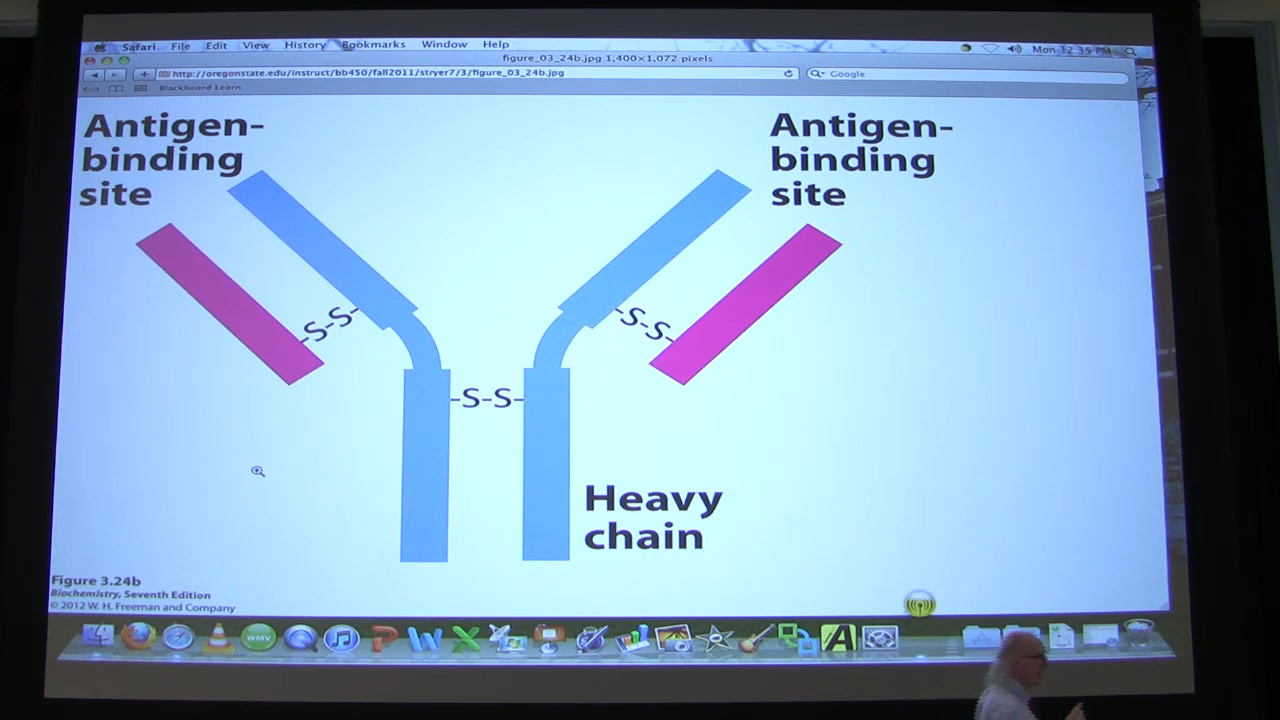 Safari File Edit View History Bookmarks Window Help
Mon 12:35 PM
figure_03_24b.jpg 1,400×1,072 pixels
http://oregonstate.edu/instruct/bb450/fall2011/stryer7/3/figure_03_24b.jpg
Google
Blackboard Learn
Antigen-
binding
site
Antigen-
binding
site
-S-S-
-S-S-
-S-S-
Heavy
chain
Figure 3.24b
Biochemistry, Seventh Edition
© 2012 W. H. Freeman and Company
WMV